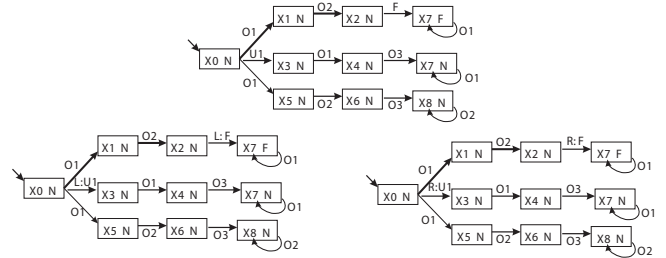 O1 X1 N O2 X2 N F X7 F O1
X0 N U1 X3 N O1 X4 N O3 X7 N O1
O1 X5 N O2 X6 N O3 X8 N O2
O1 X1 N O2 X2 N L: F X7 F O1
X0 N L:U1 X3 N O1 X4 N O3 X7 N O1
O1 X5 N O2 X6 N O3 X8 N O2
O1 X1 N O2 X2 N R: F X7 F O1
X0 N R:U1 X3 N O1 X4 N O3 X7 N O1
O1 X5 N O2 X6 N O3 X8 N O2